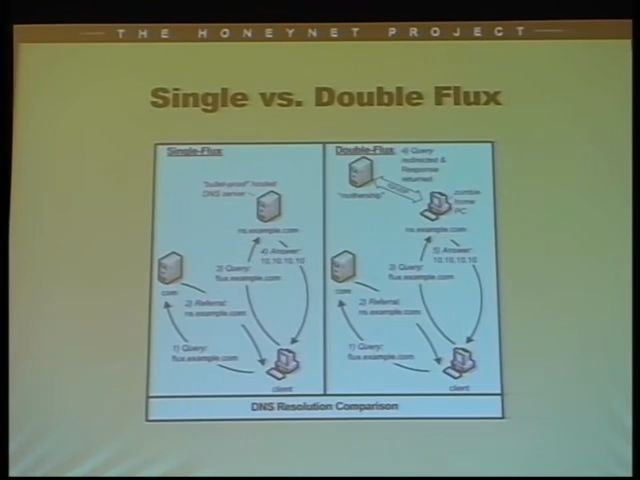 THE HONEYNET PROJECT
Single vs. Double Flux
Single-Flux
"bullet-proof" hosted
DNS server
ns.example.com
4) Answer:
10.10.10.10
3) Query:
flux.example.com
com
2) Referral:
ns.example.com
1) Query:
flux.example.com
client
Double-Flux
4) Query
redirected &
Response
returned
"mothership"
zombie
home
PC
ns.example.com
5) Answer:
10.10.10.10
3) Query:
flux.example.com
com
2) Referral:
ns.example.com
1) Query:
flux.example.com
client
DNS Resolution Comparison